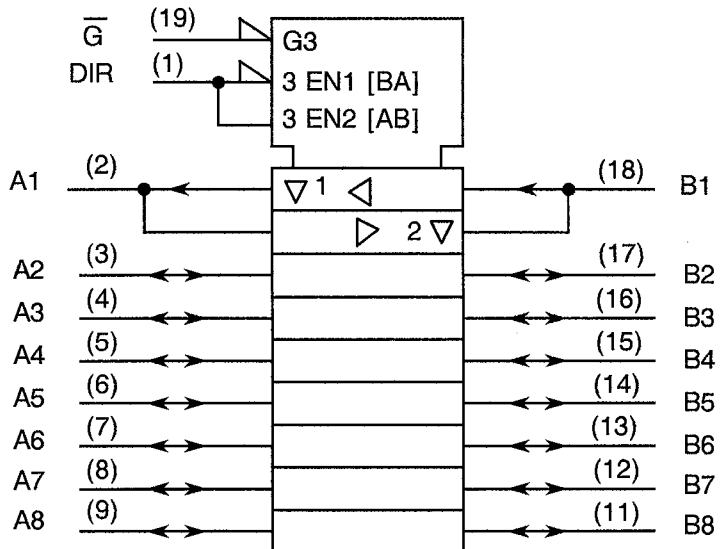 G̅ (19) G3
DIR (1) 3 EN1 [BA]
3 EN2 [AB]
A1 (2) 1 (18) B1
2
A2 (3) (17) B2
A3 (4) (16) B3
A4 (5) (15) B4
A5 (6) (14) B5
A6 (7) (13) B6
A7 (8) (12) B7
A8 (9) (11) B8